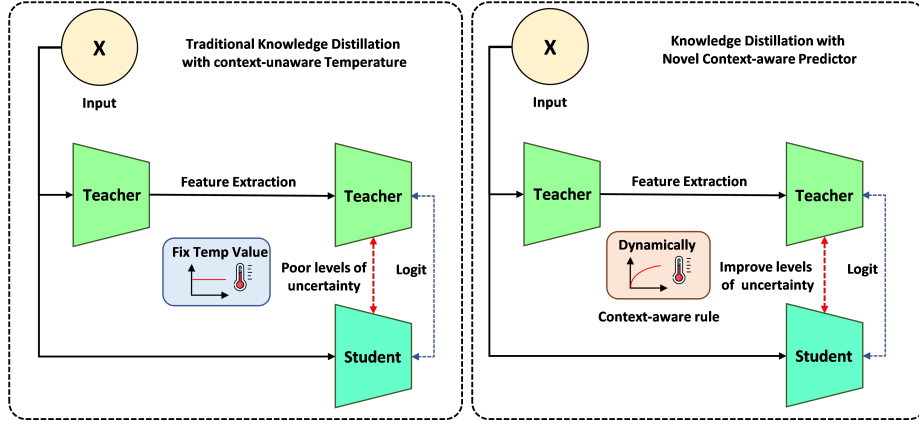 X
Traditional Knowledge Distillation
with context-unaware Temperature
Input
Teacher
Feature Extraction
Teacher
Fix Temp Value
Poor levels of
uncertainty
Logit
Student
X
Knowledge Distillation with
Novel Context-aware Predictor
Input
Teacher
Feature Extraction
Teacher
Dynamically
Improve levels
of uncertainty
Logit
Context-aware rule
Student